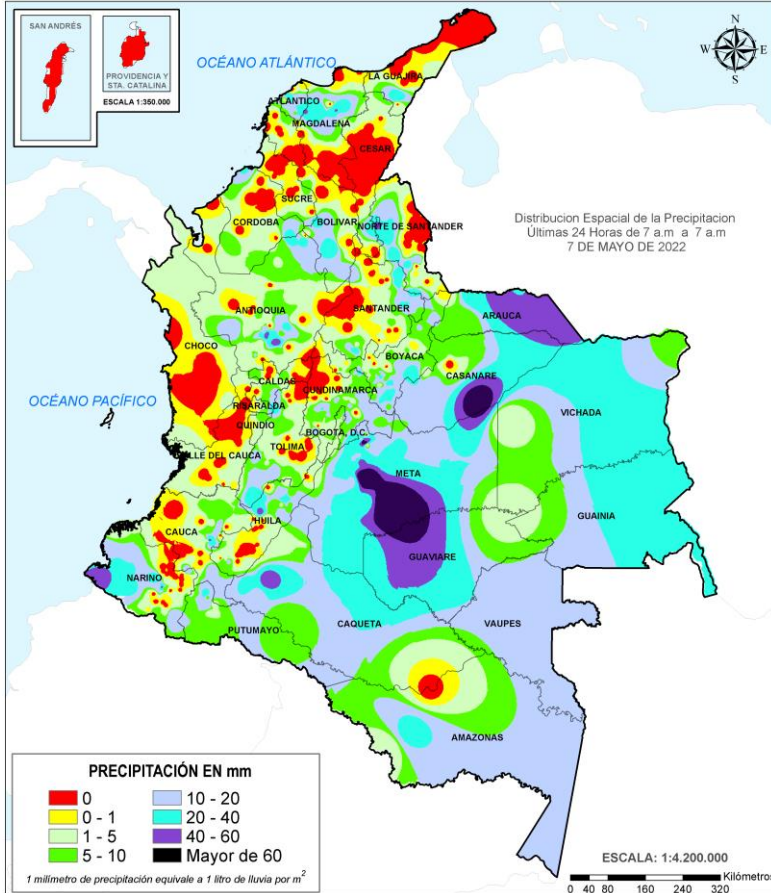 SAN ANDRÉS
PROVIDENCIA Y
STA. CATALINA
ESCALA 1:350.000
OCÉANO ATLÁNTICO
N
W
E
S
LA GUAJIRA
ATLANTICO
MAGDALENA
CESAR
SUCRE
CORDOBA
BOLIVAR
NORTE DE SANTANDER
Distribucion Espacial de la Precipitacion
Últimas 24 Horas de 7 a.m a 7 a.m
7 DE MAYO DE 2022
ANTIOQUIA
SANTANDER
ARAUCA
CHOCO
BOYACA
CASANARE
CALDAS
CUNDINAMARCA
OCÉANO PACÍFICO
RISARALDA
VICHADA
QUINDIO
BOGOTA, D.C.
TOLIMA
VALLE DEL CAUCA
META
GUAINIA
CAUCA
HUILA
GUAVIARE
NARIÑO
PUTUMAYO
CAQUETA
VAUPES
AMAZONAS
PRECIPITACIÓN EN mm
0
10 - 20
0 - 1
20 - 40
1 - 5
40 - 60
5 - 10
Mayor de 60
1 milímetro de precipitación equivale a 1 litro de lluvia por m²
ESCALA: 1:4.200.000
Kilómetros
0 40 80 160 240 320